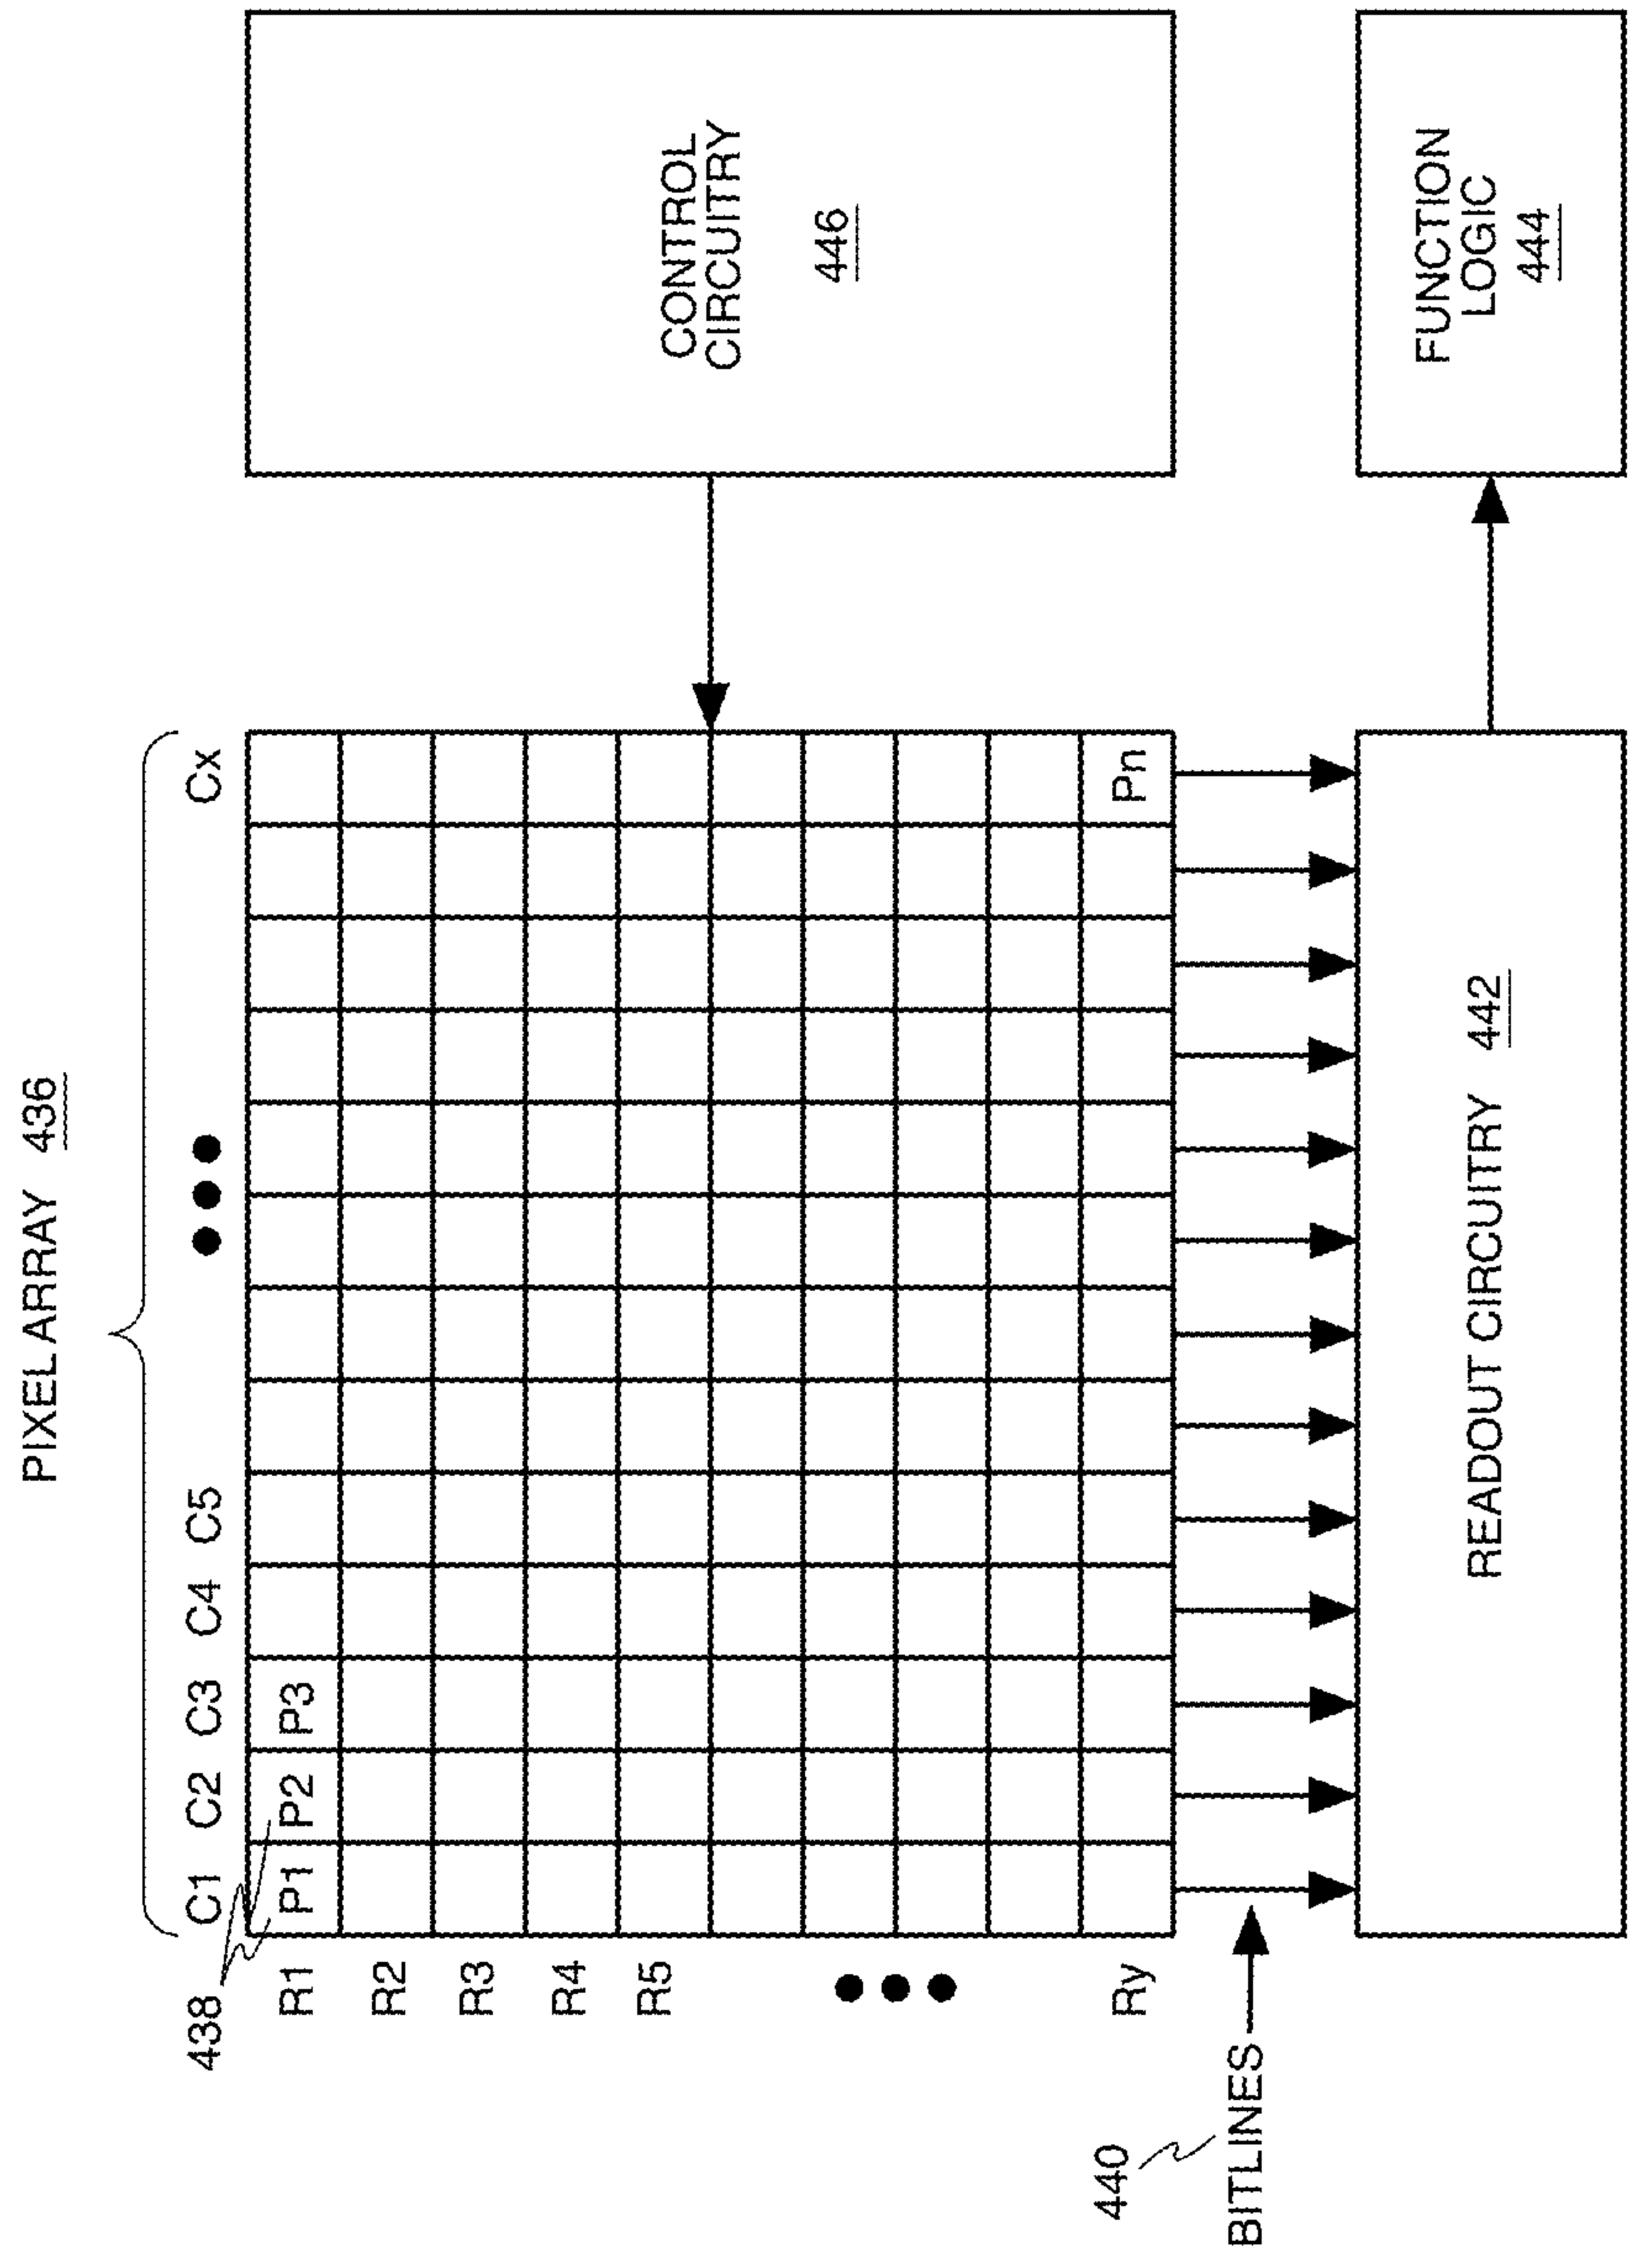 PIXEL ARRAY 436
C1 C2 C3 C4 C5 ●●● Cx
438
R1 P1 P2 P3
R2
R3
R4
R5
●●●
Ry Pn
CONTROL
CIRCUITRY
446
440
BITLINES
READOUT CIRCUITRY 442
FUNCTION
LOGIC
444